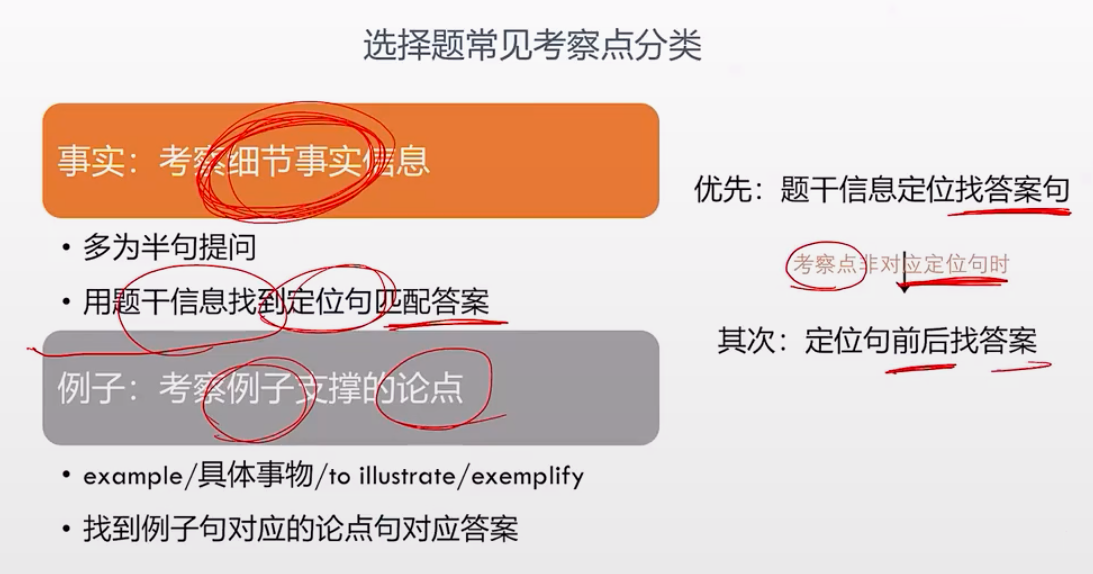 选择题常见考察点分类
事实：考察细节事实信息
• 多为半句提问
• 用题干信息找到定位句匹配答案
例子：考察例子支撑的论点
• example/具体事物/to illustrate/exemplify
• 找到例子句对应的论点句对应答案
优先：题干信息定位找答案句
考察点非对应定位句时
其次：定位句前后找答案